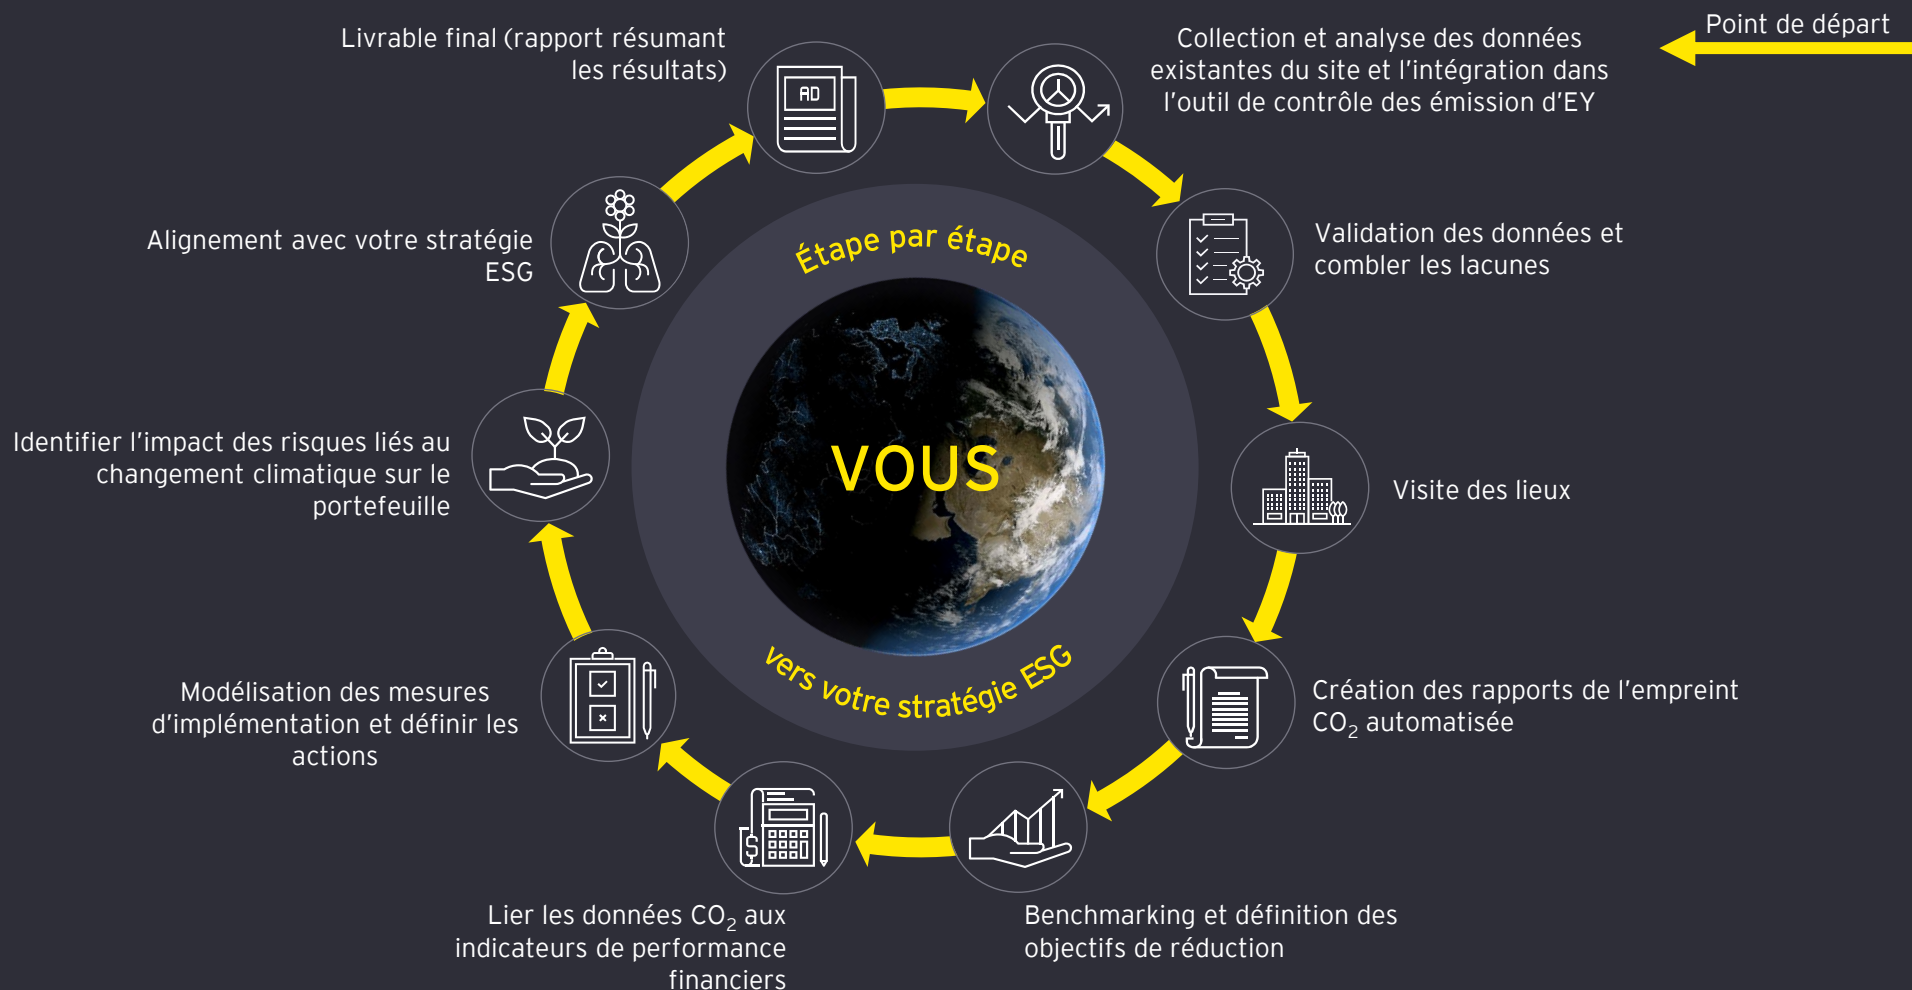 Point de départ
Collection et analyse des données
existantes du site et l'intégration dans
l'outil de contrôle des émission d'EY
Validation des données et
combler les lacunes
Visite des lieux
Création des rapports de l'empreint
CO₂ automatisée
Benchmarking et définition des
objectifs de réduction
Lier les données CO₂ aux
indicateurs de performance
financiers
Modélisation des mesures
d'implémentation et définir les
actions
Identifier l'impact des risques liés au
changement climatique sur le
portefeuille
Alignement avec votre stratégie
ESG
Livrable final (rapport résumant
les résultats)
AD
Étape par étape
VOUS
vers votre stratégie ESG